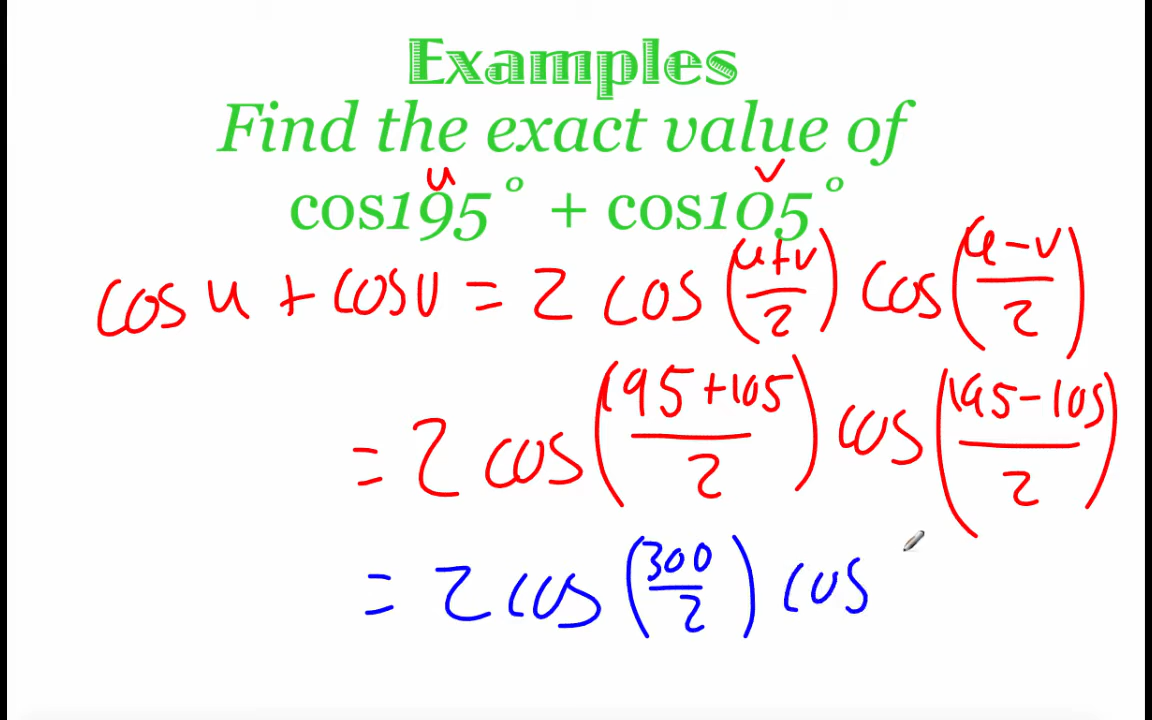 Examples
Find the exact value of
u v
cos195° + cos105°
cos u + cos v = 2 cos (u+v/2) cos (u-v/2)
= 2 cos (195+105/2) cos (195-105/2)
= 2 cos (300/2) cos